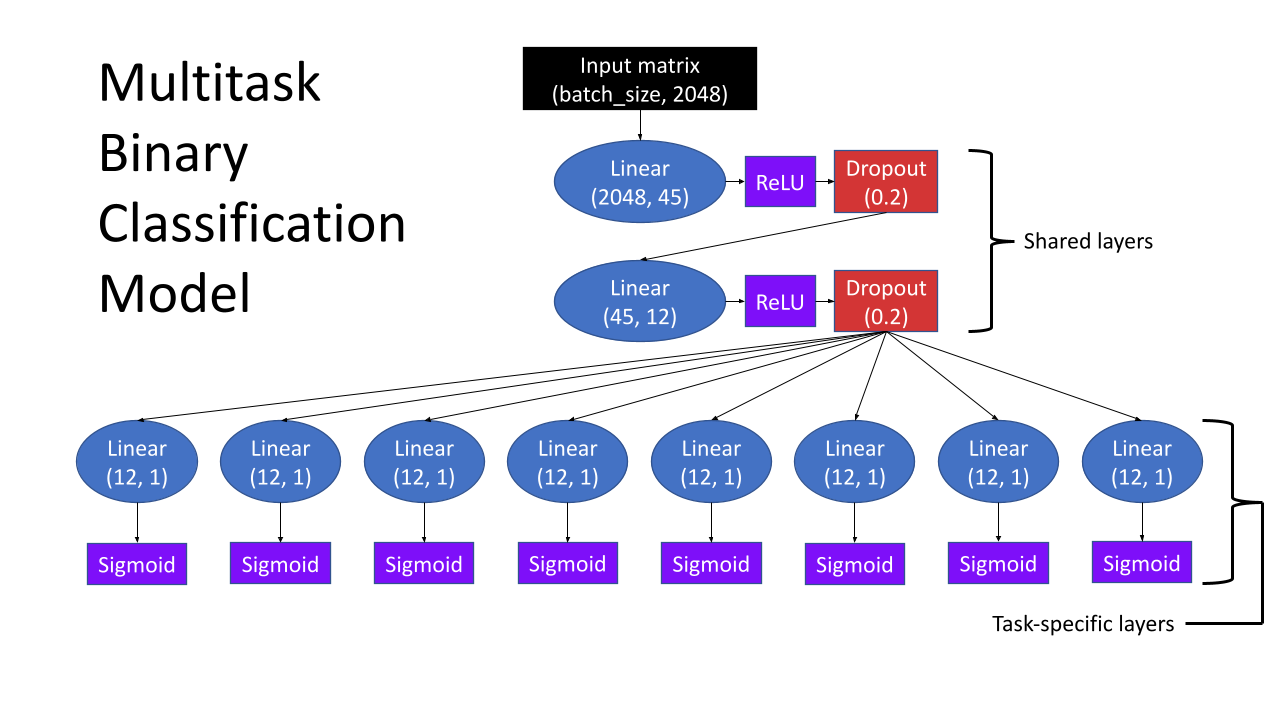 Multitask
Binary
Classification
Model
Input matrix
(batch_size, 2048)
Linear
(2048, 45)
ReLU
Dropout
(0.2)
Shared layers
Linear
(45, 12)
ReLU
Dropout
(0.2)
Linear
(12, 1)
Linear
(12, 1)
Linear
(12, 1)
Linear
(12, 1)
Linear
(12, 1)
Linear
(12, 1)
Linear
(12, 1)
Linear
(12, 1)
Sigmoid
Sigmoid
Sigmoid
Sigmoid
Sigmoid
Sigmoid
Sigmoid
Sigmoid
Task-specific layers